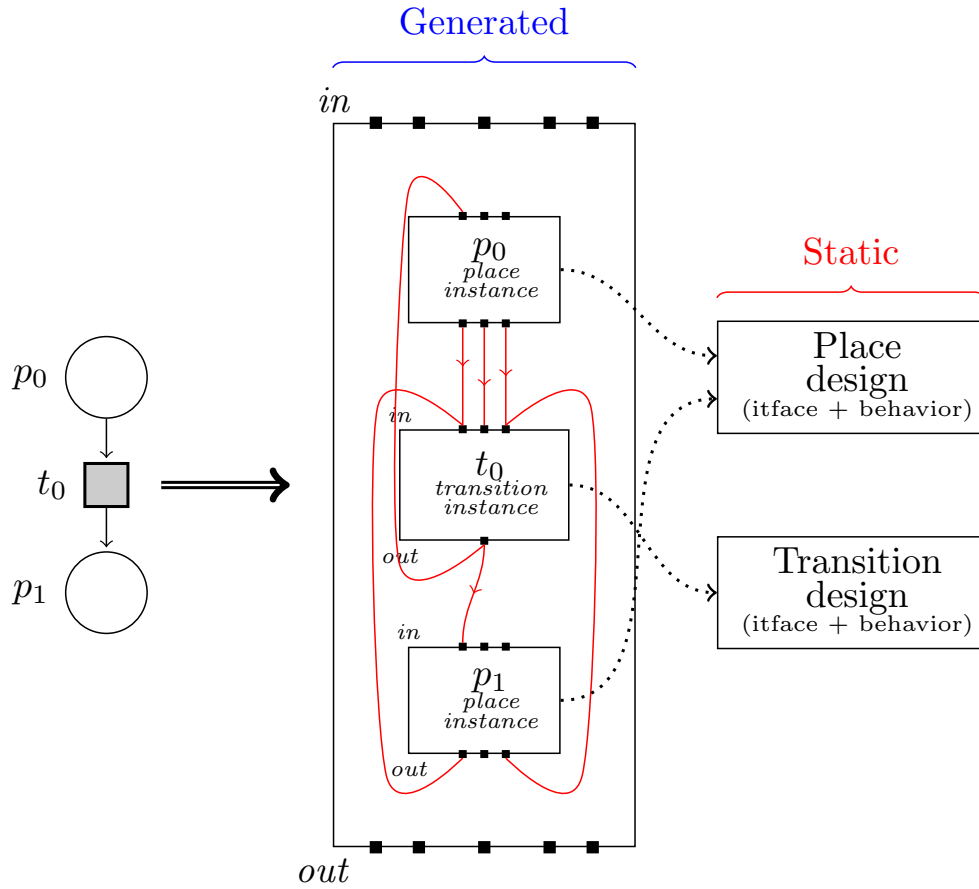 Generated
in
p₀
place
instance
Static
Place
design
(itface + behavior)
p₀
in
t₀
transition
instance
t₀
out
Transition
design
(itface + behavior)
p₁
in
p₁
place
instance
out
out